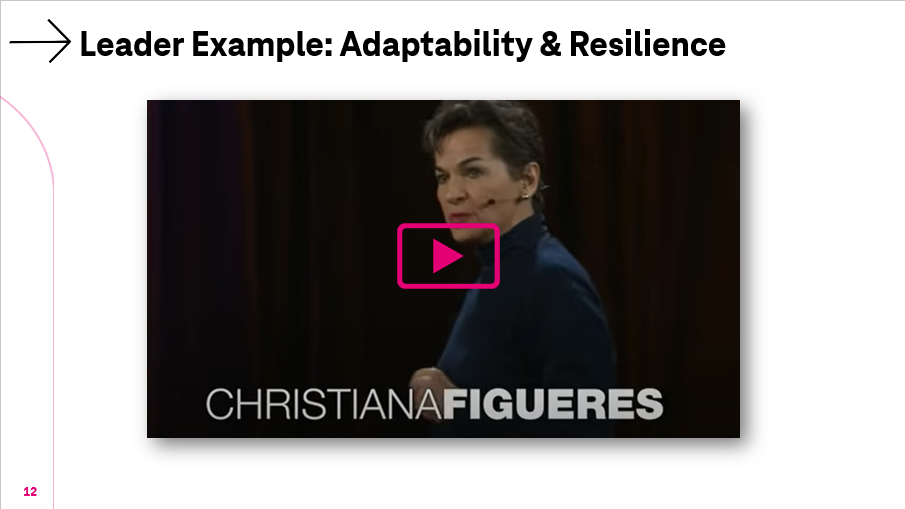 Leader Example: Adaptability & Resilience
CHRISTIANAFIGUERES
12